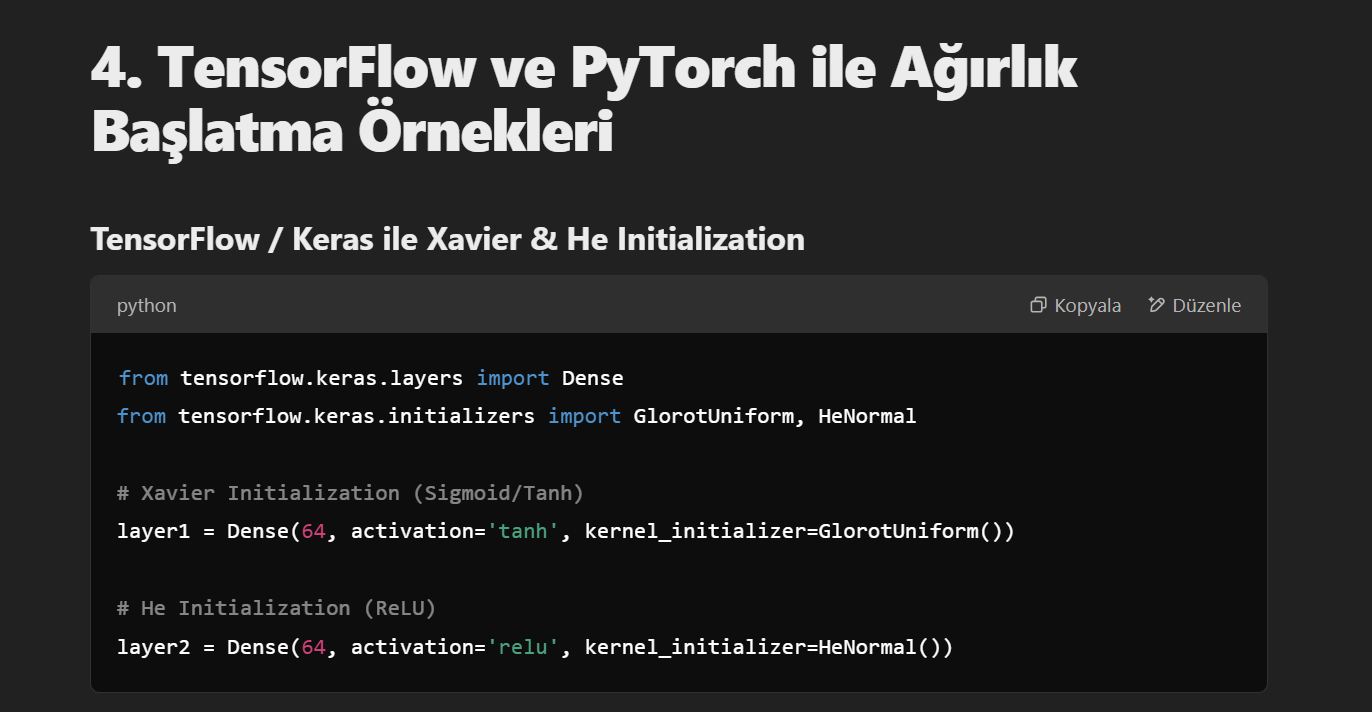 4. TensorFlow ve PyTorch ile Ağırlık
Başlatma Örnekleri
TensorFlow / Keras ile Xavier & He Initialization
python
Kopyala
Düzenle
from tensorflow.keras.layers import Dense
from tensorflow.keras.initializers import GlorotUniform, HeNormal
# Xavier Initialization (Sigmoid/Tanh)
layer1 = Dense(64, activation='tanh', kernel_initializer=GlorotUniform())
# He Initialization (ReLU)
layer2 = Dense(64, activation='relu', kernel_initializer=HeNormal())